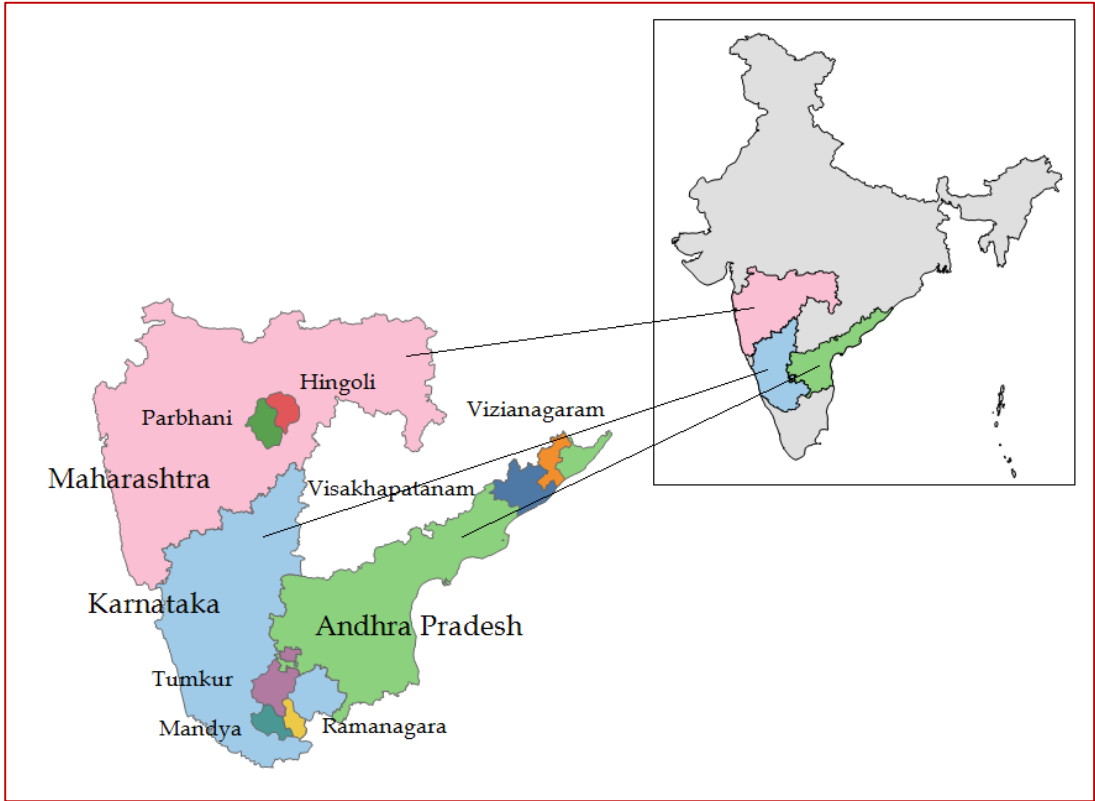 Hingoli
Parbhani
Vizianagaram
Maharashtra
Visakhapatanam
Karnataka
Andhra Pradesh
Tumkur
Mandya
Ramanagara